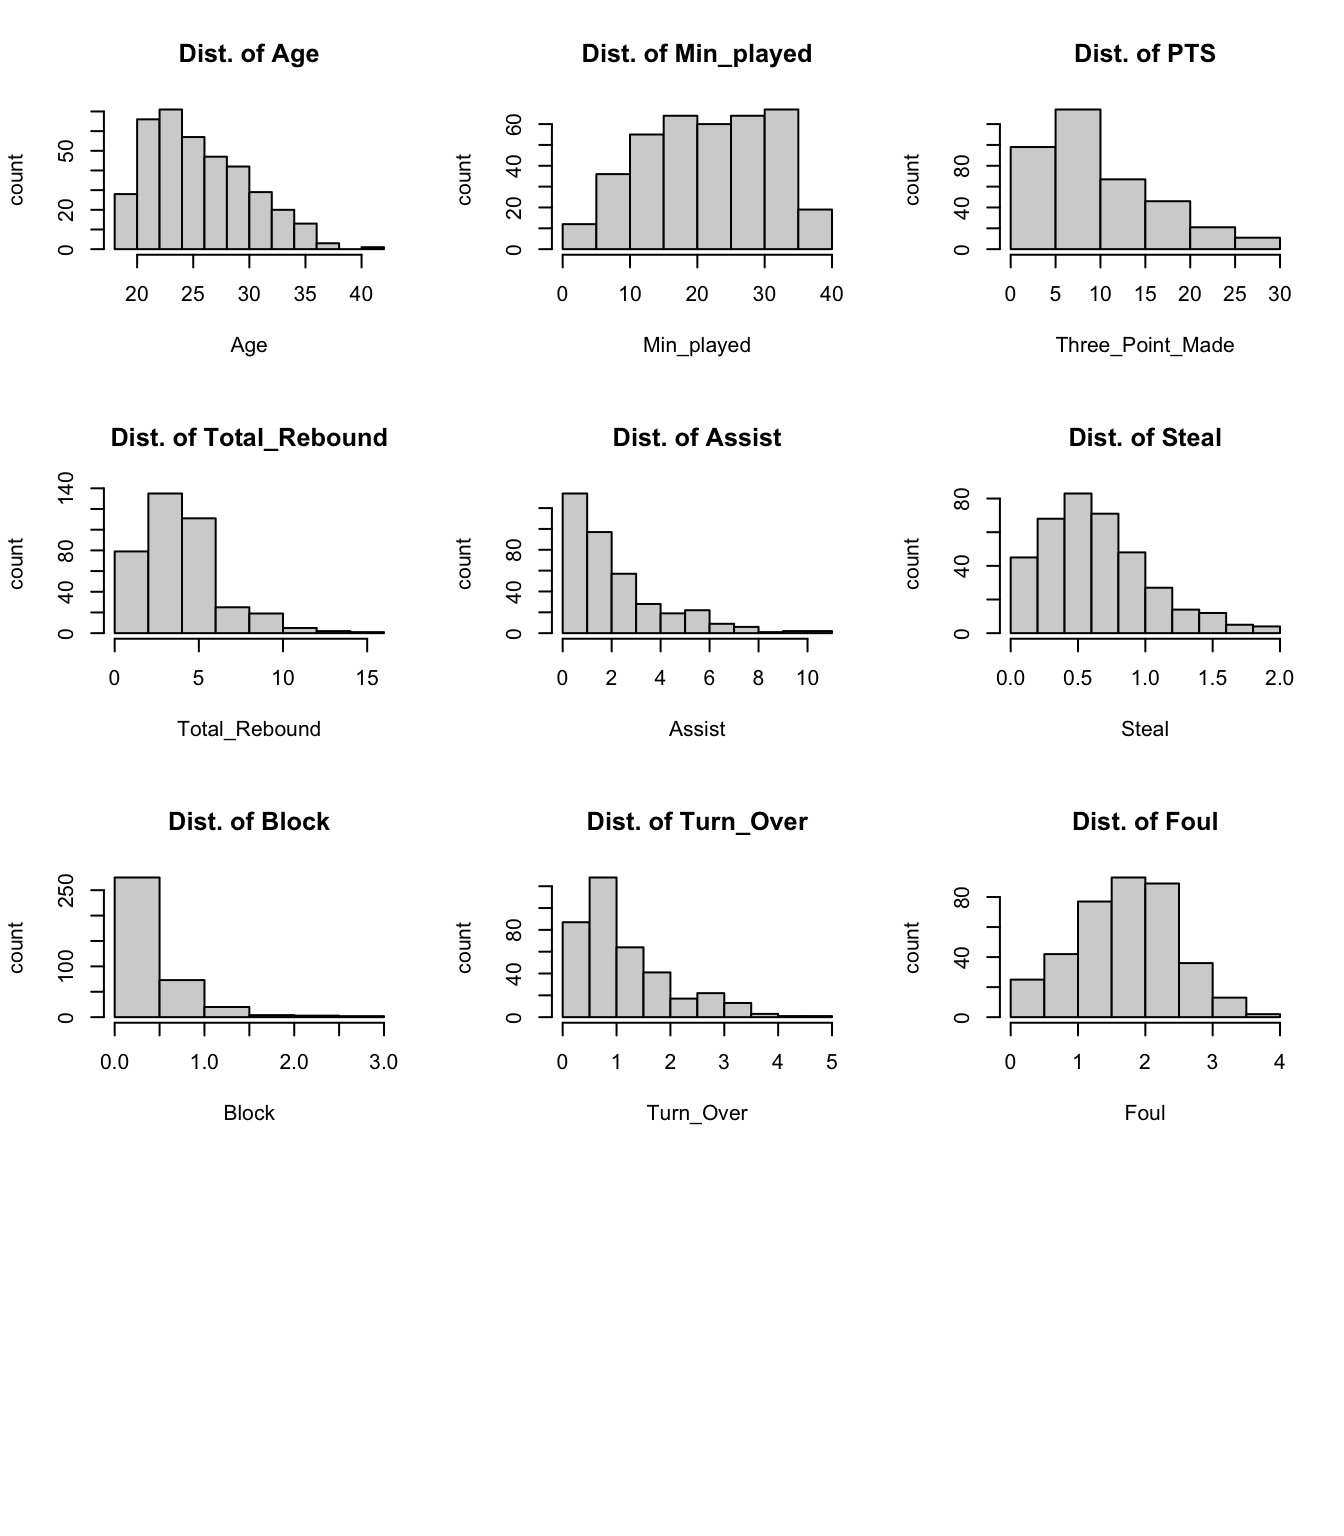 Dist. of Age
count
0 20 50
20 25 30 35 40
Age
Dist. of Min_played
count
0 20 40 60
0 10 20 30 40
Min_played
Dist. of PTS
count
0 40 80
0 5 10 15 20 25 30
Three_Point_Made
Dist. of Total_Rebound
count
0 40 80 140
0 5 10 15
Total_Rebound
Dist. of Assist
count
0 40 80
0 2 4 6 8 10
Assist
Dist. of Steal
count
0 40 80
0.0 0.5 1.0 1.5 2.0
Steal
Dist. of Block
count
0 100 250
0.0 1.0 2.0 3.0
Block
Dist. of Turn_Over
count
0 40 80
0 1 2 3 4 5
Turn_Over
Dist. of Foul
count
0 40 80
0 1 2 3 4
Foul